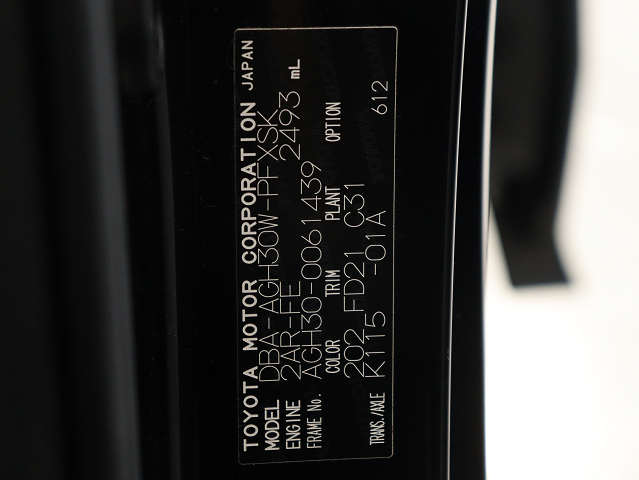 TOYOTA MOTOR CORPORATION JAPAN
MODEL DBA-AGH30W-PFXSK
ENGINE 2AR-FE 2493 mL
FRAME No. AGH30-0061439
COLOR TRIM PLANT OPTION
202 FD21 C31
TRANS./AXLE K115 -01A 612